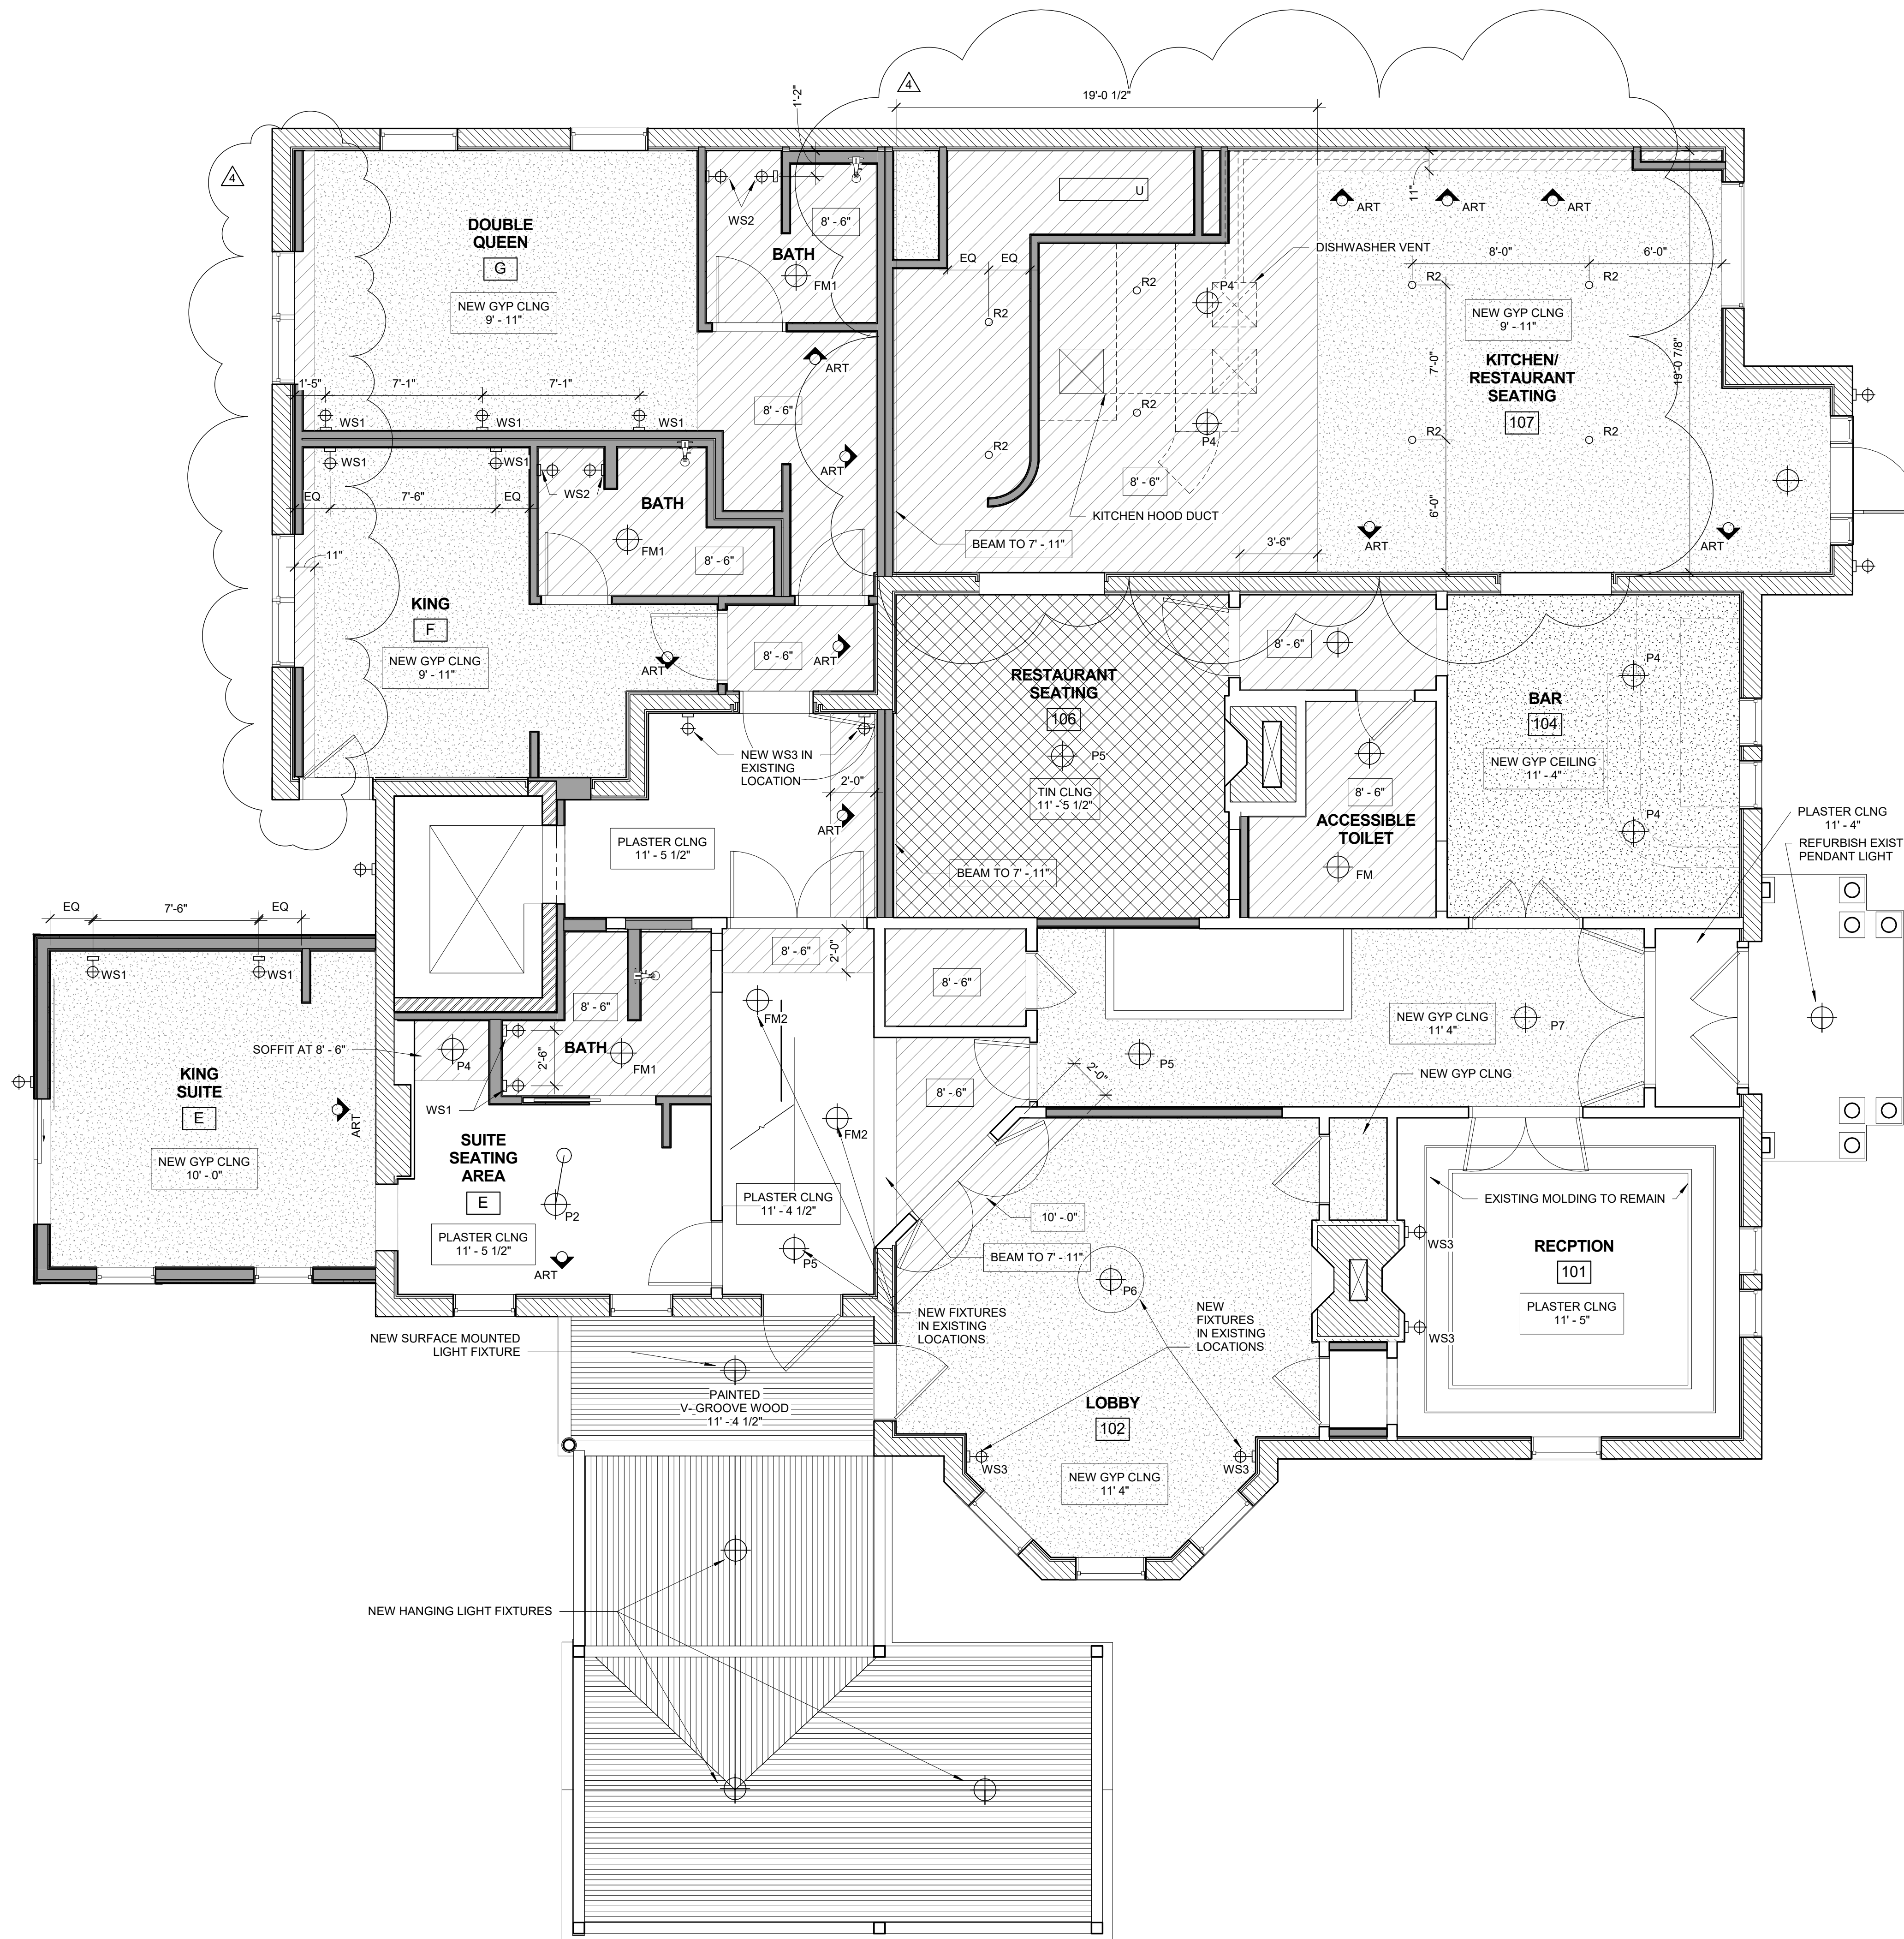 4
19'-0 1/2"
1'-2"
4
DOUBLE
QUEEN
G
NEW GYP CLNG
9' - 11"
WS2
8' - 6"
BATH
FM1
U
11"
ART
ART
ART
DISHWASHER VENT
EQ
EQ
8'-0"
6'-0"
R2
P4
R2
R2
R2
NEW GYP CLNG
9' - 11"
KITCHEN/
RESTAURANT
SEATING
107
7'-0"
19'-0 7/8"
1'-5"
7'-1"
7'-1"
WS1
WS1
WS1
ART
8' - 6"
ART
R2
P4
R2
R2
R2
8' - 6"
6'-0"
KITCHEN HOOD DUCT
BEAM TO 7' - 11"
3'-6"
ART
ART
WS1
WS1
WS2
EQ
7'-6"
EQ
BATH
FM1
8' - 6"
11"
KING
F
NEW GYP CLNG
9' - 11"
ART
8' - 6"
ART
RESTAURANT
SEATING
106
P5
TIN CLNG
11' - 5 1/2"
8' - 6"
8' - 6"
ACCESSIBLE
TOILET
FM
BAR
104
NEW GYP CEILING
11' - 4"
P4
P4
NEW WS3 IN
EXISTING
LOCATION
2'-0"
ART
PLASTER CLNG
11' - 5 1/2"
BEAM TO 7' - 11"
PLASTER CLNG
11' - 4"
REFURBISH EXIST
PENDANT LIGHT
EQ
7'-6"
EQ
WS1
WS1
8' - 6"
2'-0"
8' - 6"
8' - 6"
NEW GYP CLNG
11' 4"
P7
P5
SOFFIT AT 8' - 6"
P4
BATH
2'-6"
FM1
WS1
FM2
FM2
8' - 6"
2'-0"
NEW GYP CLNG
KING
SUITE
E
ART
NEW GYP CLNG
10' - 0"
SUITE
SEATING
AREA
E
P2
PLASTER CLNG
11' - 5 1/2"
ART
PLASTER CLNG
11' - 4 1/2"
P5
10' - 0"
BEAM TO 7' - 11"
P6
EXISTING MOLDING TO REMAIN
RECPTION
101
PLASTER CLNG
11' - 5"
WS3
WS3
NEW FIXTURES
IN EXISTING
LOCATIONS
NEW
FIXTURES
IN EXISTING
LOCATIONS
NEW SURFACE MOUNTED
LIGHT FIXTURE
PAINTED
V- GROOVE WOOD
11' - 4 1/2"
LOBBY
102
WS3
WS3
NEW GYP CLNG
11' 4"
NEW HANGING LIGHT FIXTURES